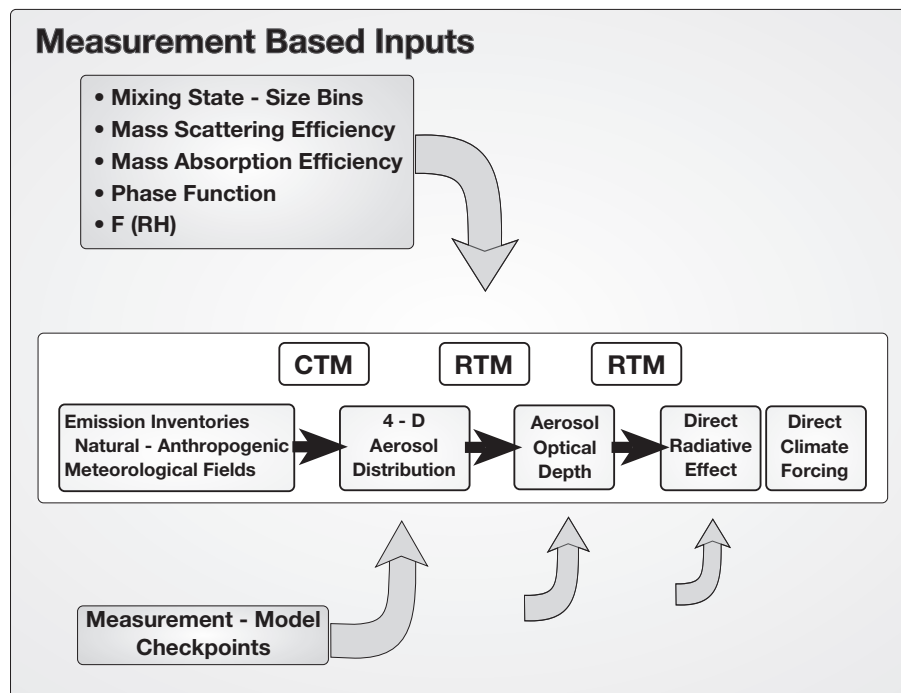 Measurement Based Inputs
• Mixing State - Size Bins
• Mass Scattering Efficiency
• Mass Absorption Efficiency
• Phase Function
• F (RH)
CTM
RTM
RTM
Emission Inventories
Natural - Anthropogenic
Meteorological Fields
4 - D
Aerosol
Distribution
Aerosol
Optical
Depth
Direct
Radiative
Effect
Direct
Climate
Forcing
Measurement - Model
Checkpoints